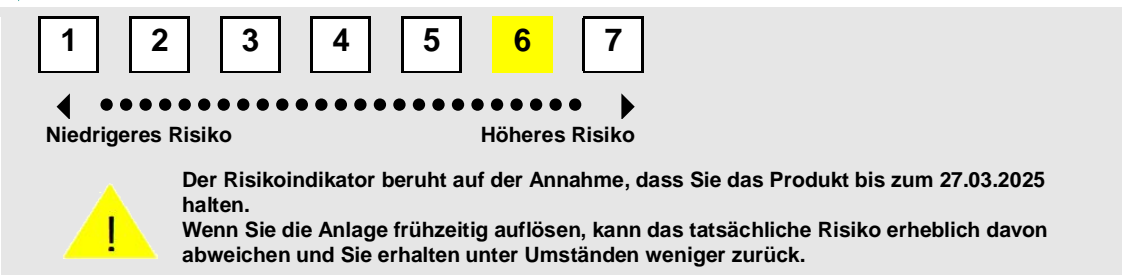 1 2 3 4 5 6 7
Niedrigeres Risiko Höheres Risiko
!
Der Risikoindikator beruht auf der Annahme, dass Sie das Produkt bis zum 27.03.2025
halten.
Wenn Sie die Anlage frühzeitig auflösen, kann das tatsächliche Risiko erheblich davon
abweichen und Sie erhalten unter Umständen weniger zurück.